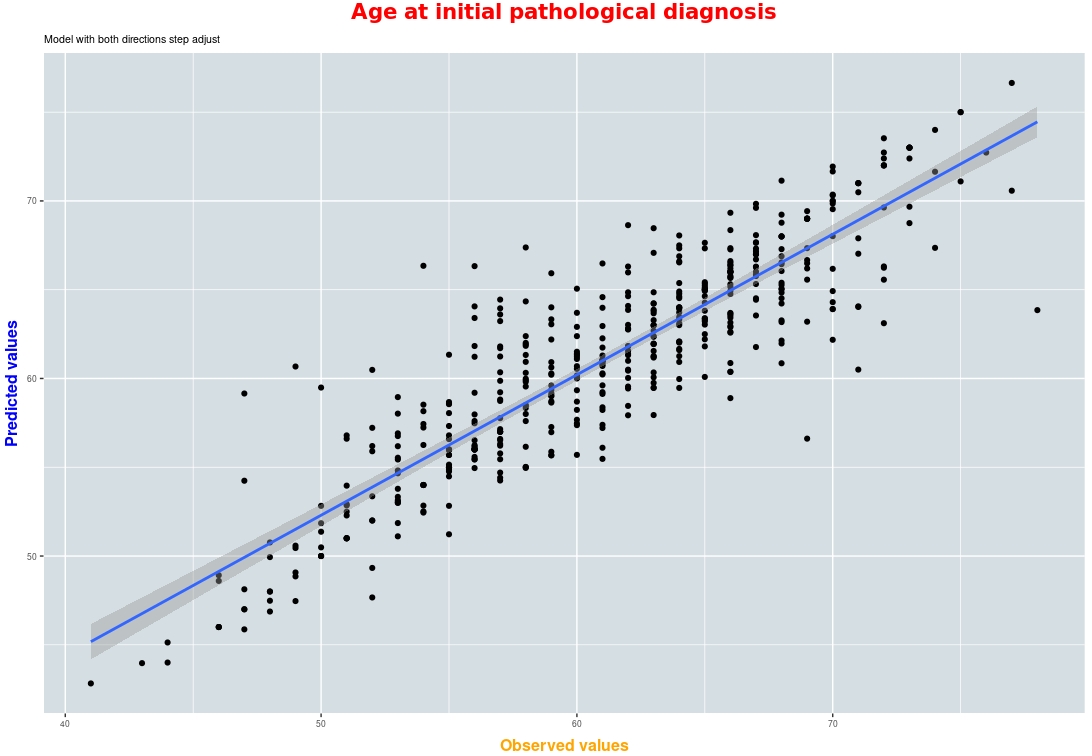 Age at initial pathological diagnosis
Model with both directions step adjust
Predicted values
70
60
50
40
50
60
70
Observed values